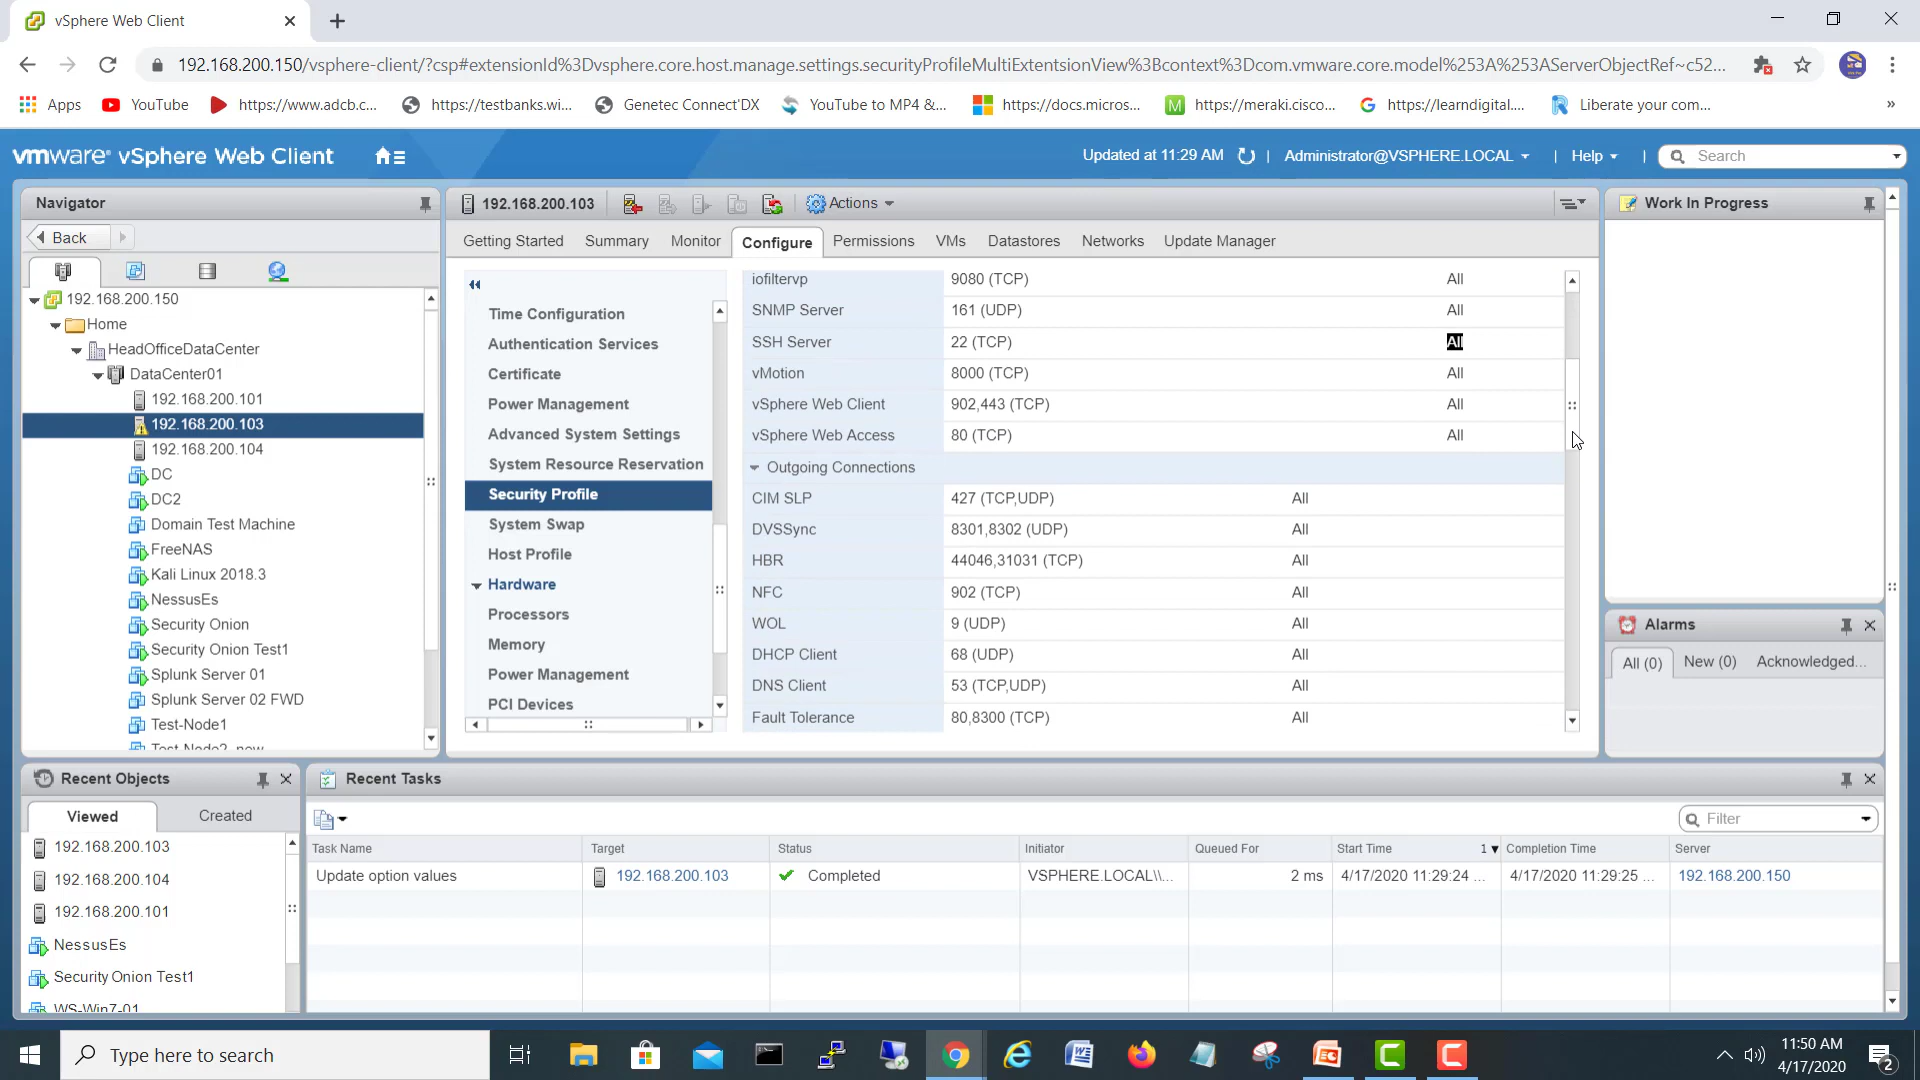 vSphere Web Client
192.168.200.150/vsphere-client/?csp#extensionId%3Dvsphere.core.host.manage.settings.securityProfileMultiExtentsionView%3Bcontext%3Dcom.vmware.core.model%253A%253AServerObjectRef~c52...
Apps YouTube https://www.adcb.c... https://testbanks.wi... Genetec Connect'DX YouTube to MP4 &... https://docs.micros... https://meraki.cisco... https://learndigital.... Liberate your com... »
vmware® vSphere Web Client Updated at 11:29 AM | Administrator@VSPHERE.LOCAL | Help | Search
Navigator
Back
192.168.200.150
Home
HeadOfficeDataCenter
DataCenter01
192.168.200.101
192.168.200.103
192.168.200.104
DC
DC2
Domain Test Machine
FreeNAS
Kali Linux 2018.3
NessusEs
Security Onion
Security Onion Test1
Splunk Server 01
Splunk Server 02 FWD
Test-Node1
Test-Node2_new
192.168.200.103 Actions
Getting Started Summary Monitor Configure Permissions VMs Datastores Networks Update Manager
Time Configuration
Authentication Services
Certificate
Power Management
Advanced System Settings
System Resource Reservation
Security Profile
System Swap
Host Profile
Hardware
Processors
Memory
Power Management
PCI Devices
iofiltervp 9080 (TCP) All
SNMP Server 161 (UDP) All
SSH Server 22 (TCP) All
vMotion 8000 (TCP) All
vSphere Web Client 902,443 (TCP) All
vSphere Web Access 80 (TCP) All
Outgoing Connections
CIM SLP 427 (TCP,UDP) All
DVSSync 8301,8302 (UDP) All
HBR 44046,31031 (TCP) All
NFC 902 (TCP) All
WOL 9 (UDP) All
DHCP Client 68 (UDP) All
DNS Client 53 (TCP,UDP) All
Fault Tolerance 80,8300 (TCP) All
Work In Progress
Alarms
All (0) New (0) Acknowledged...
Recent Objects
Viewed Created
192.168.200.103
192.168.200.104
192.168.200.101
NessusEs
Security Onion Test1
WS-Win7-01
Recent Tasks
Filter
Task Name Target Status Initiator Queued For Start Time 1 Completion Time Server
Update option values 192.168.200.103 Completed VSPHERE.LOCAL\\... 2 ms 4/17/2020 11:29:24 ... 4/17/2020 11:29:25 ... 192.168.200.150
Type here to search
11:50 AM
4/17/2020
2